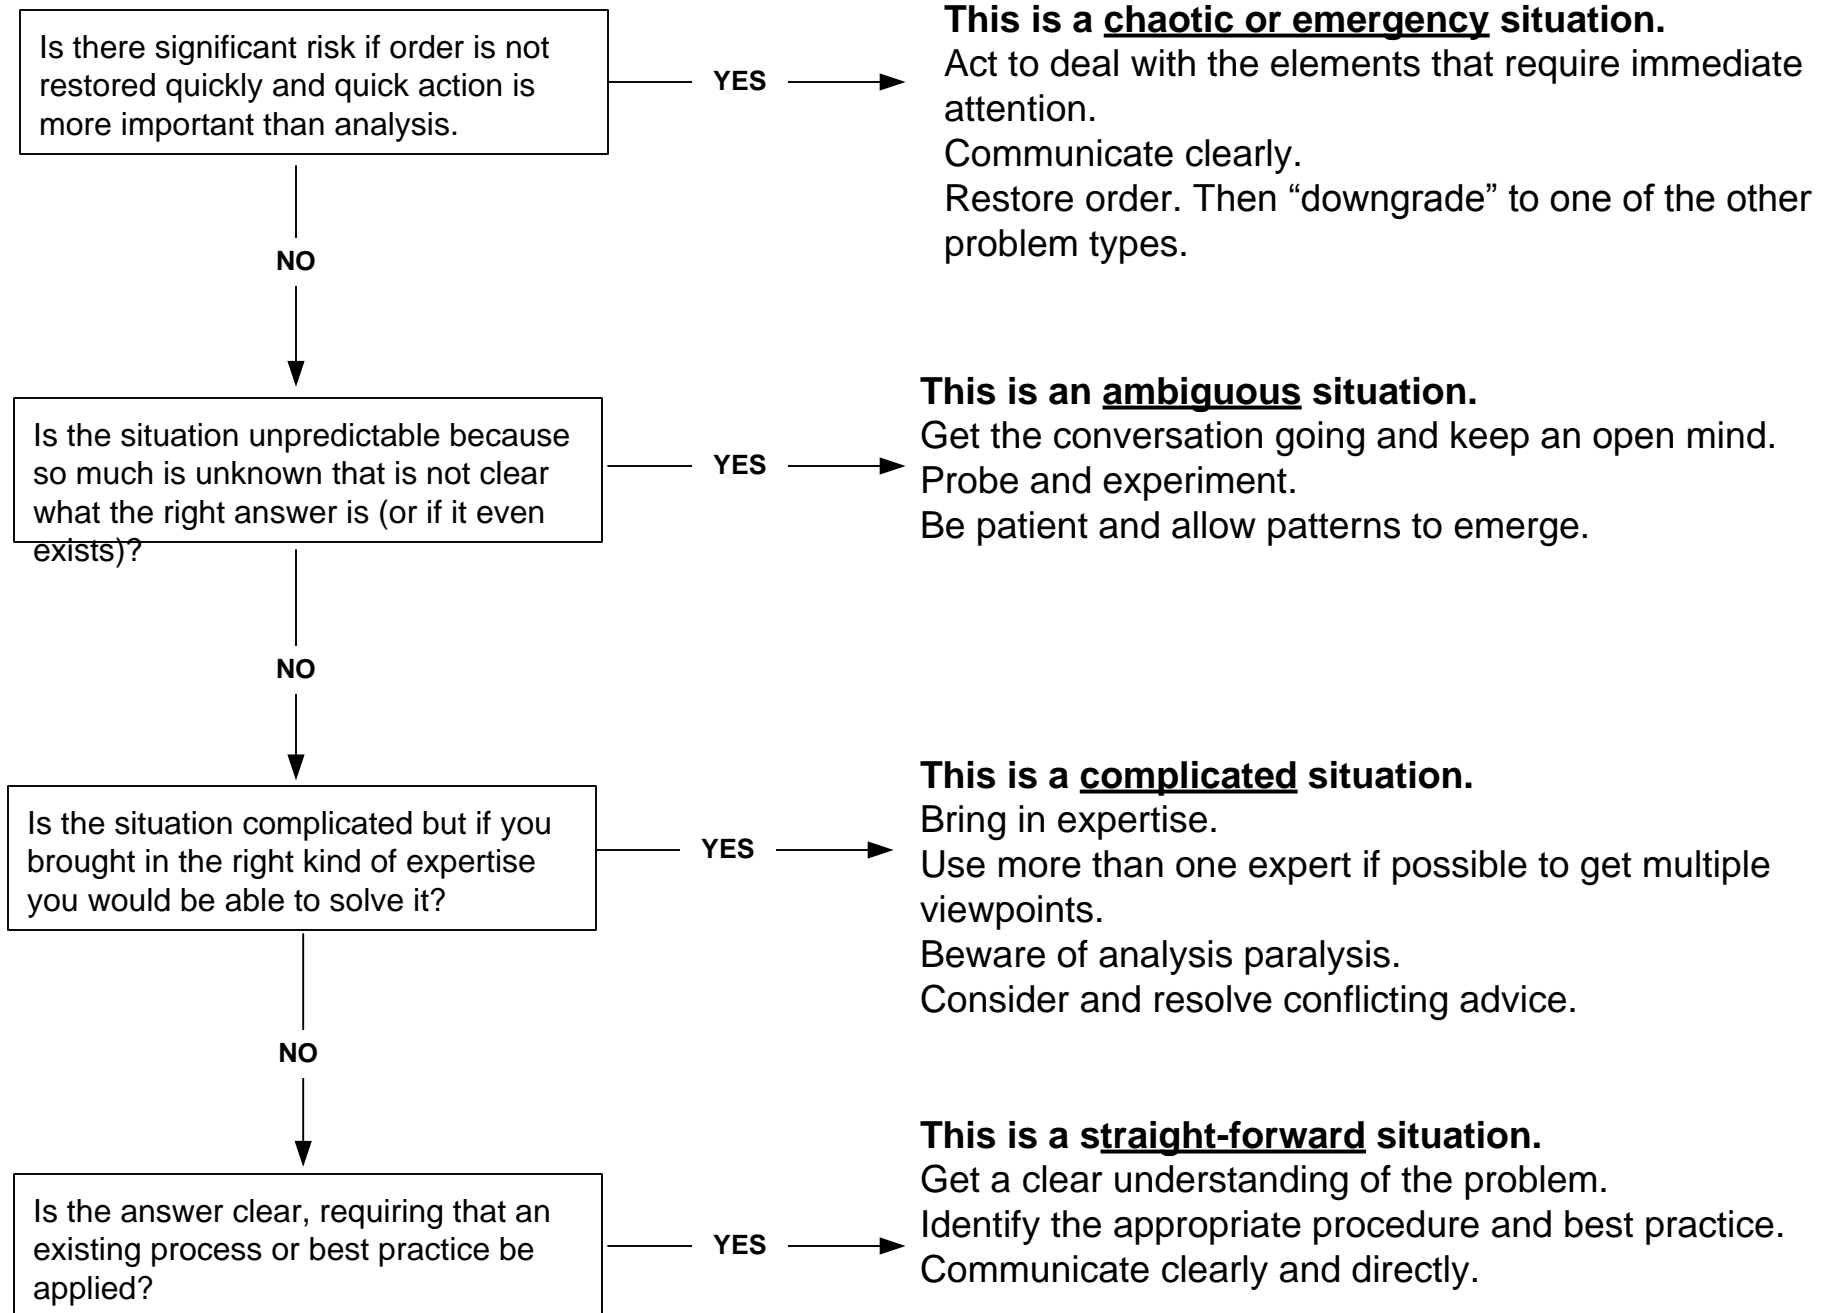 Is there significant risk if order is not
restored quickly and quick action is
more important than analysis.
YES
This is a chaotic or emergency situation.
Act to deal with the elements that require immediate
attention.
Communicate clearly.
Restore order. Then “downgrade” to one of the other
problem types.
NO
Is the situation unpredictable because
so much is unknown that is not clear
what the right answer is (or if it even
exists)?
YES
This is an ambiguous situation.
Get the conversation going and keep an open mind.
Probe and experiment.
Be patient and allow patterns to emerge.
NO
Is the situation complicated but if you
brought in the right kind of expertise
you would be able to solve it?
YES
This is a complicated situation.
Bring in expertise.
Use more than one expert if possible to get multiple
viewpoints.
Beware of analysis paralysis.
Consider and resolve conflicting advice.
NO
Is the answer clear, requiring that an
existing process or best practice be
applied?
YES
This is a straight-forward situation.
Get a clear understanding of the problem.
Identify the appropriate procedure and best practice.
Communicate clearly and directly.